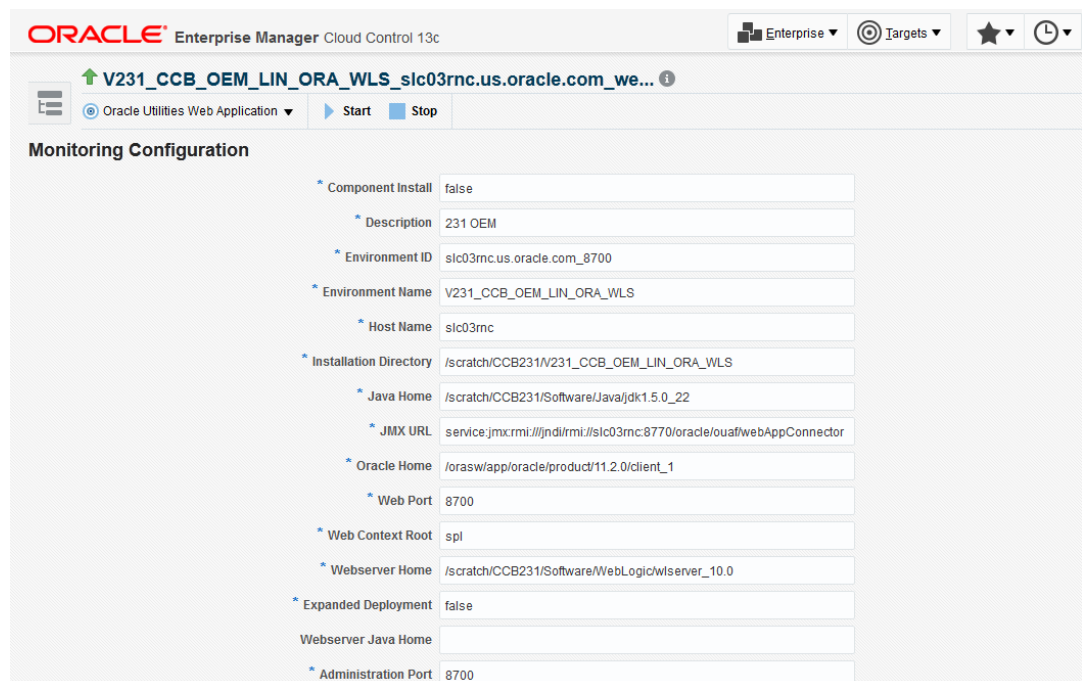 ORACLE Enterprise Manager Cloud Control 13c Enterprise Targets
V231_CCB_OEM_LIN_ORA_WLS_slc03rnc.us.oracle.com_we...
Oracle Utilities Web Application Start Stop
Monitoring Configuration
* Component Install false
* Description 231 OEM
* Environment ID slc03rnc.us.oracle.com_8700
* Environment Name V231_CCB_OEM_LIN_ORA_WLS
* Host Name slc03rnc
* Installation Directory /scratch/CCB231/V231_CCB_OEM_LIN_ORA_WLS
* Java Home /scratch/CCB231/Software/Java/jdk1.5.0_22
* JMX URL service:jmx:rmi:///jndi/rmi://slc03rnc:8770/oracle/ouaf/webAppConnector
* Oracle Home /orasw/app/oracle/product/11.2.0/client_1
* Web Port 8700
* Web Context Root spl
* Webserver Home /scratch/CCB231/Software/WebLogic/wlserver_10.0
* Expanded Deployment false
Webserver Java Home
* Administration Port 8700